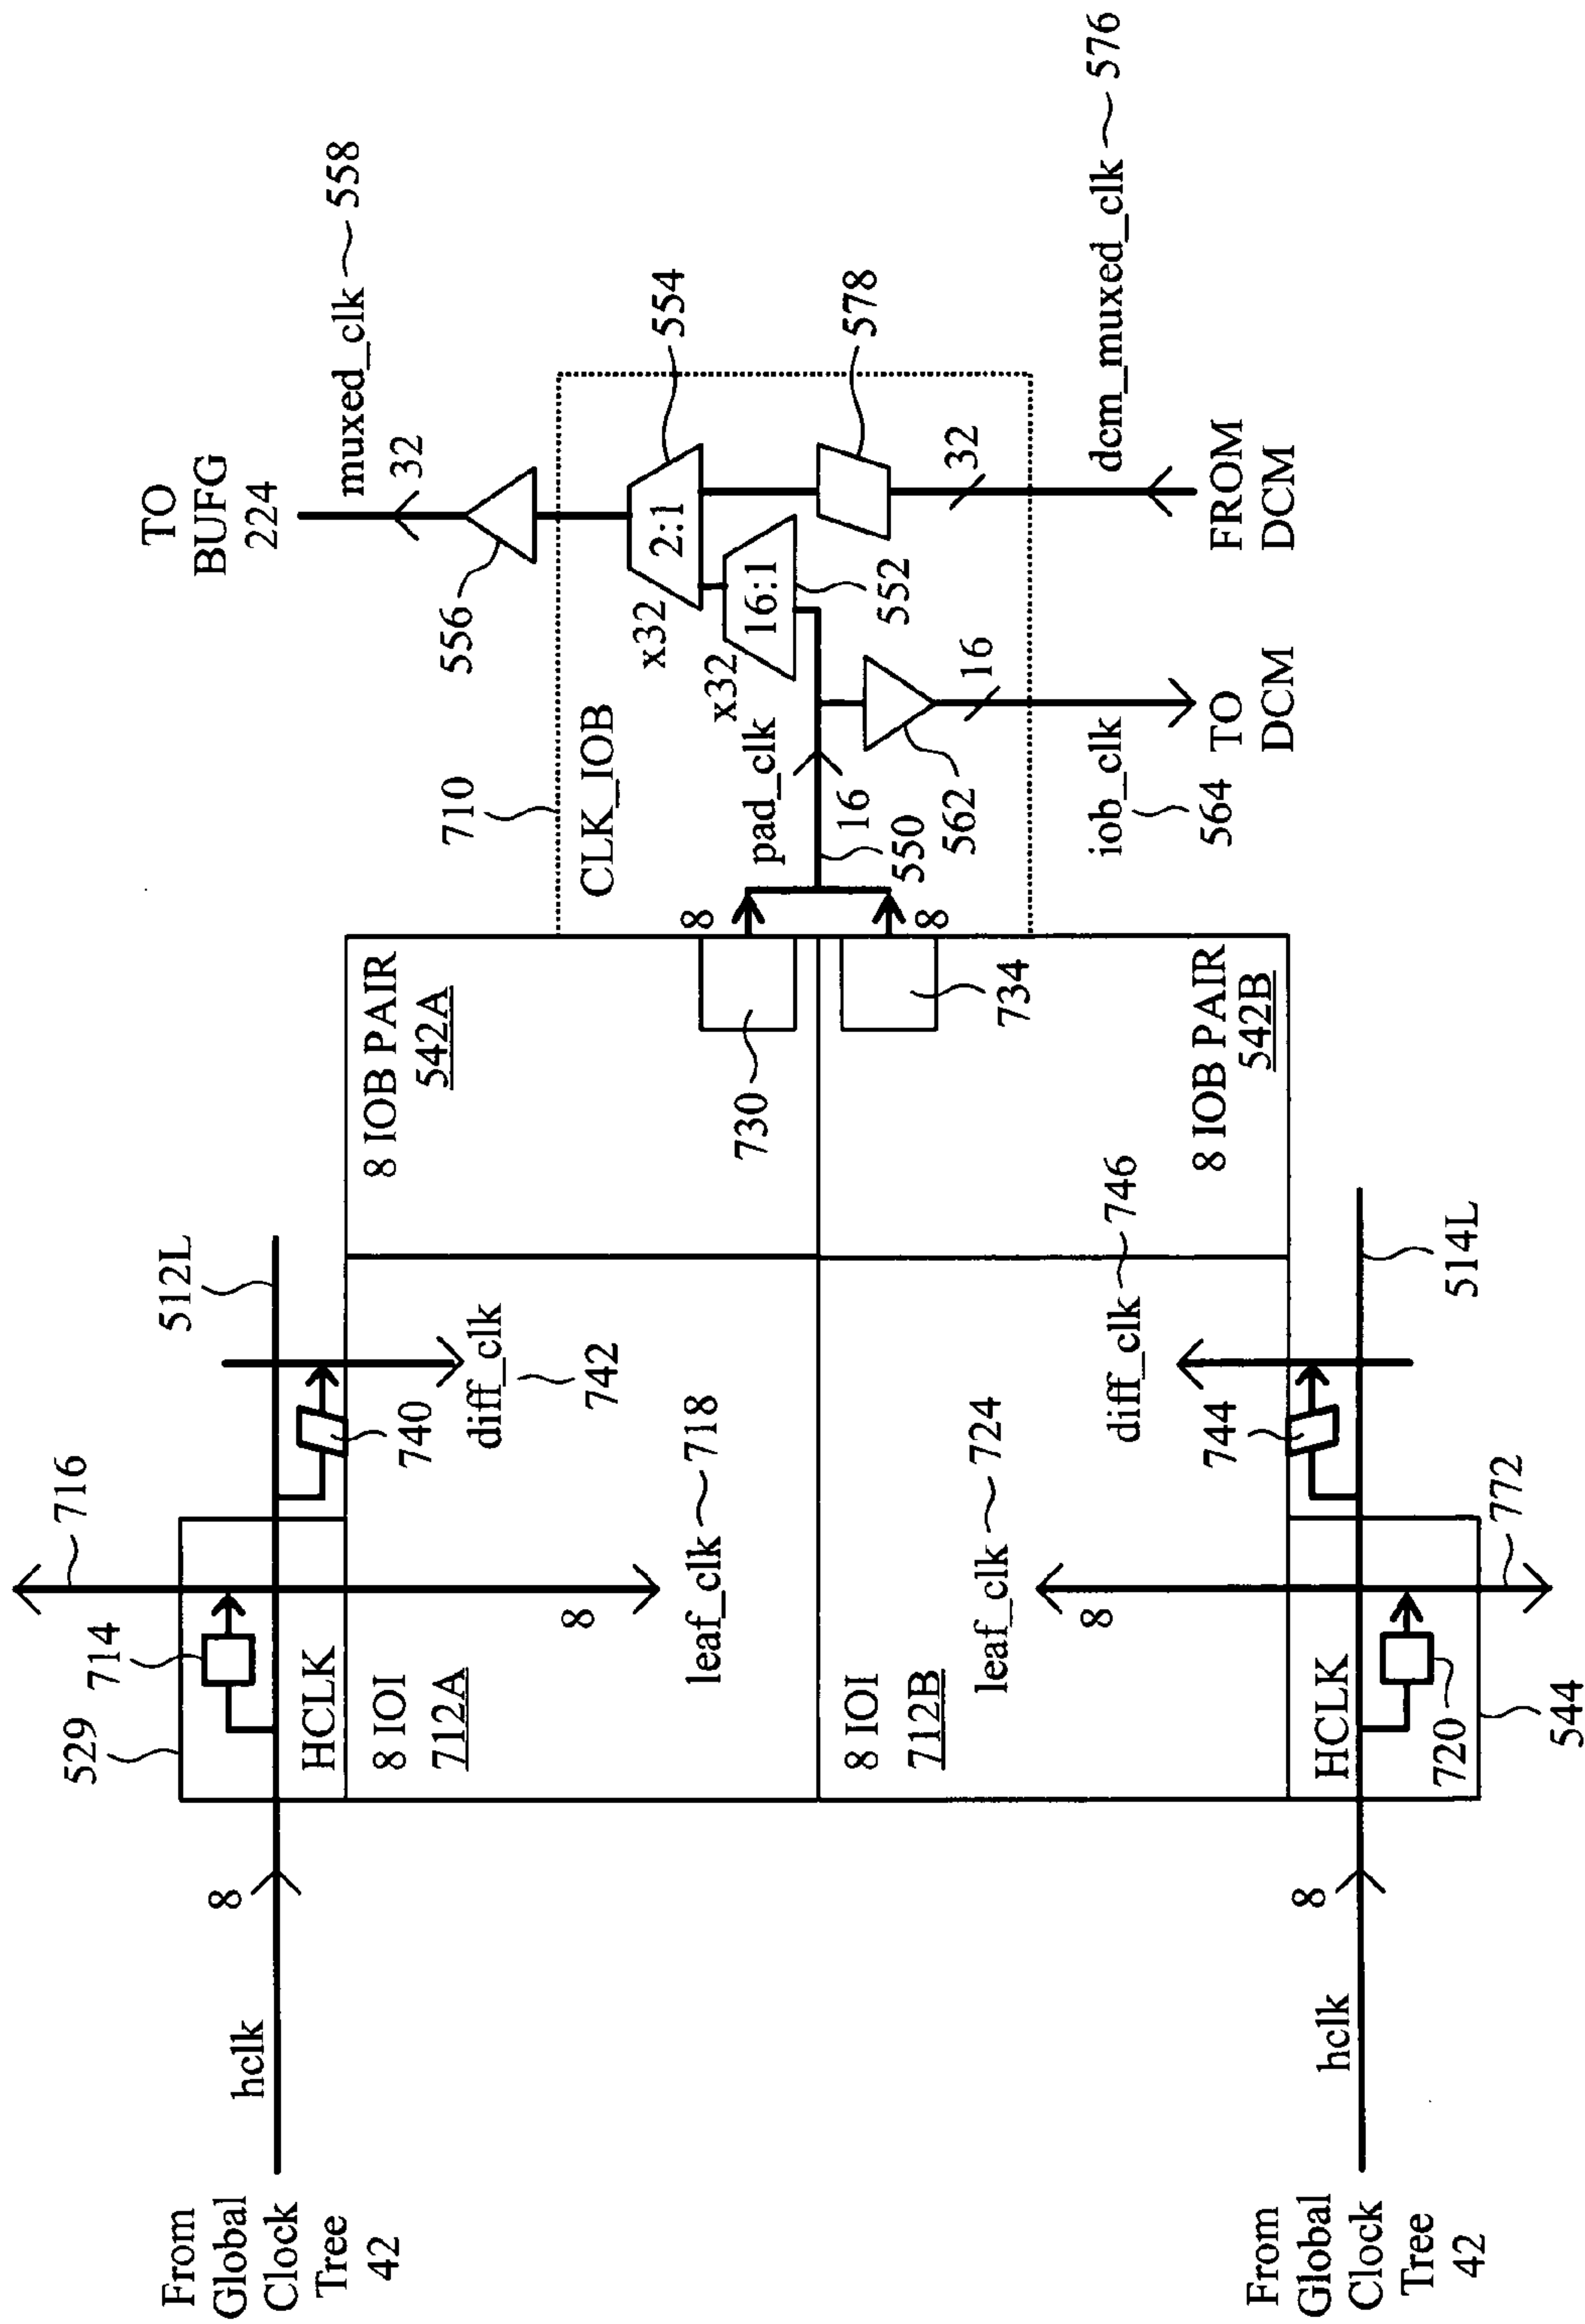 From
Global
Clock
Tree
42
hclk
8
529
714
716
HCLK
8
512L
740
diff_clk
742
leaf_clk 718
8 IOI
712A
8 IOB PAIR
542A
730
8
710
CLK_IOB
pad_clk
16
550
8
734
562
16
iob_clk
564
TO
DCM
x32
16:1
552
x32
2:1
554
556
TO
BUFG
224
32
muxed_clk 558
578
32
dcm_muxed_clk 576
FROM
DCM
8 IOI
712B
leaf_clk 724
8
8 IOB PAIR
542B
diff_clk 746
744
514L
772
HCLK
720
544
8
hclk
From
Global
Clock
Tree
42